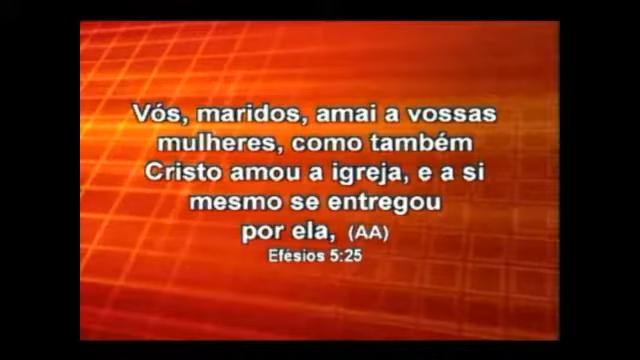 Vós, maridos, amai a vossas
mulheres, como também
Cristo amou a igreja, e a si
mesmo se entregou
por ela, (AA)
Efésios 5:25